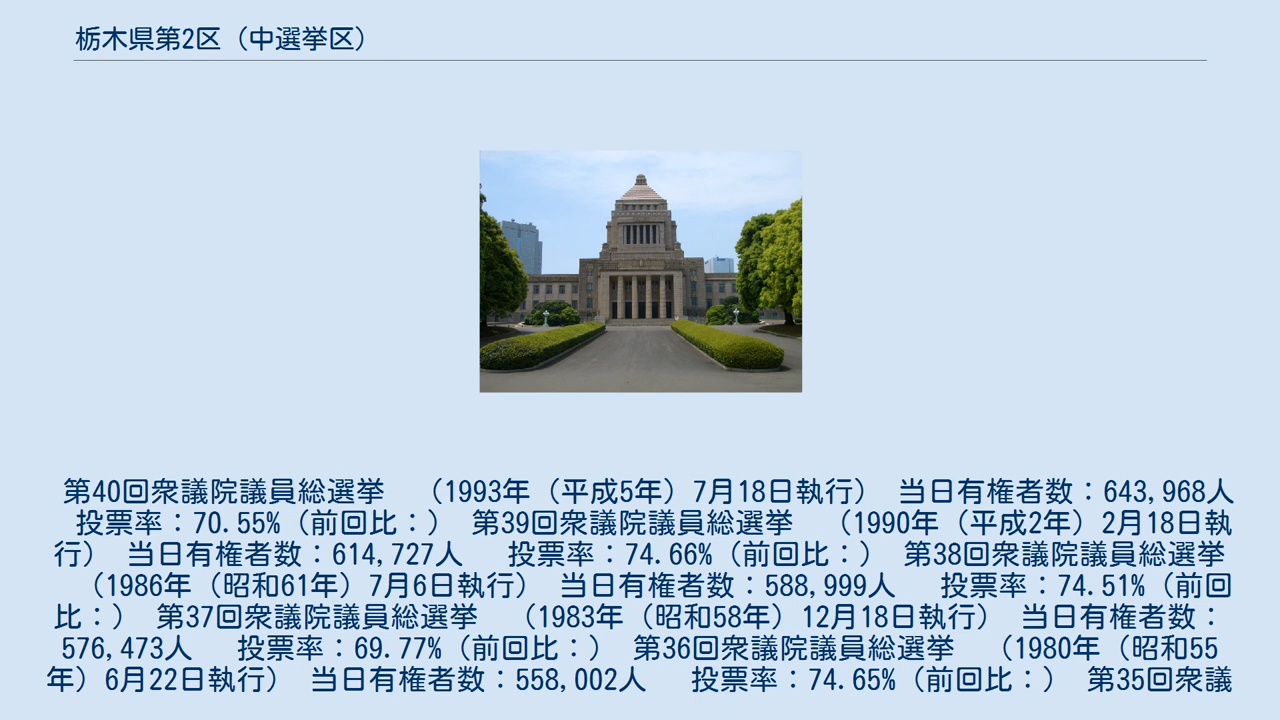 栃木県第2区（中選挙区）
第40回衆議院議員総選挙　（1993年（平成5年）7月18日執行）　当日有権者数：643,968人
投票率：70.55%（前回比：）　第39回衆議院議員総選挙　（1990年（平成2年）2月18日執
行）　当日有権者数：614,727人　投票率：74.66%（前回比：）　第38回衆議院議員総選挙
（1986年（昭和61年）7月6日執行）　当日有権者数：588,999人　投票率：74.51%（前回
比：）　第37回衆議院議員総選挙　（1983年（昭和58年）12月18日執行）　当日有権者数：
576,473人　投票率：69.77%（前回比：）　第36回衆議院議員総選挙　（1980年（昭和55
年）6月22日執行）　当日有権者数：558,002人　投票率：74.65%（前回比：）　第35回衆議